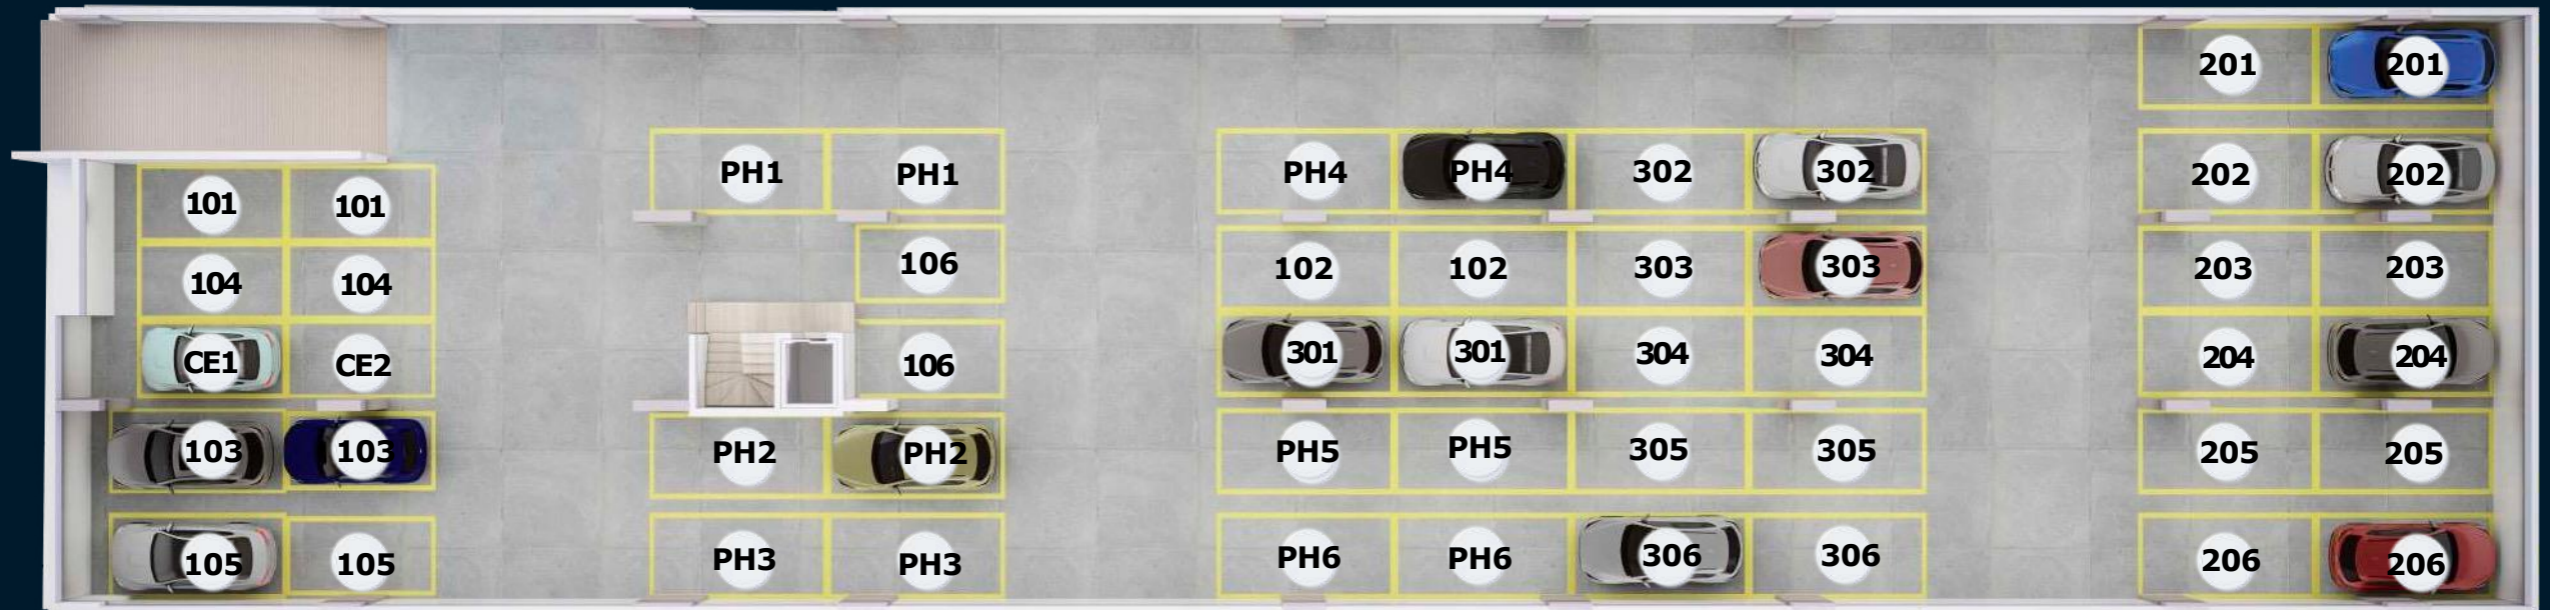 201 201
PH1 PH1 PH4 PH4 302 302 202 202
101 101
106 102 102 303 303 203 203
104 104
CE1 CE2 106 301 301 304 304 204 204
103 103 PH2 PH2 PH5 PH5 305 305 205 205
105 105 PH3 PH3 PH6 PH6 306 306 206 206